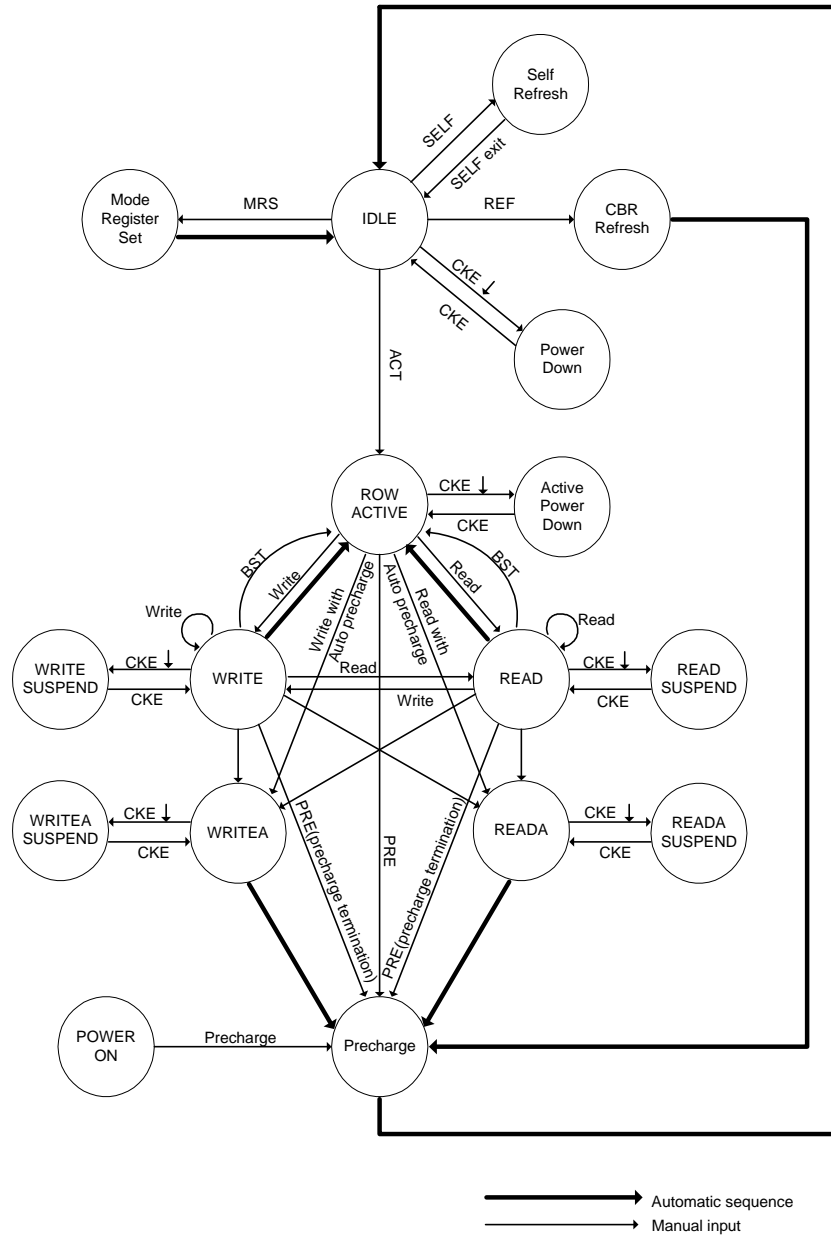 Self
Refresh
SELF
SELF exit
Mode
Register
Set
MRS
IDLE
REF
CBR
Refresh
CKE
CKE
Power
Down
ACT
ROW
ACTIVE
CKE
CKE
Active
Power
Down
BST
Write
Write with
Auto precharge
Auto precharge
Read with
Read
BST
Write
Read
WRITE
SUSPEND
CKE
CKE
WRITE
Read
Write
READ
CKE
CKE
READ
SUSPEND
WRITEA
SUSPEND
CKE
CKE
WRITEA
PRE(precharge termination)
PRE
PRE(precharge termination)
READA
CKE
CKE
READA
SUSPEND
POWER
ON
Precharge
Precharge
Automatic sequence
Manual input